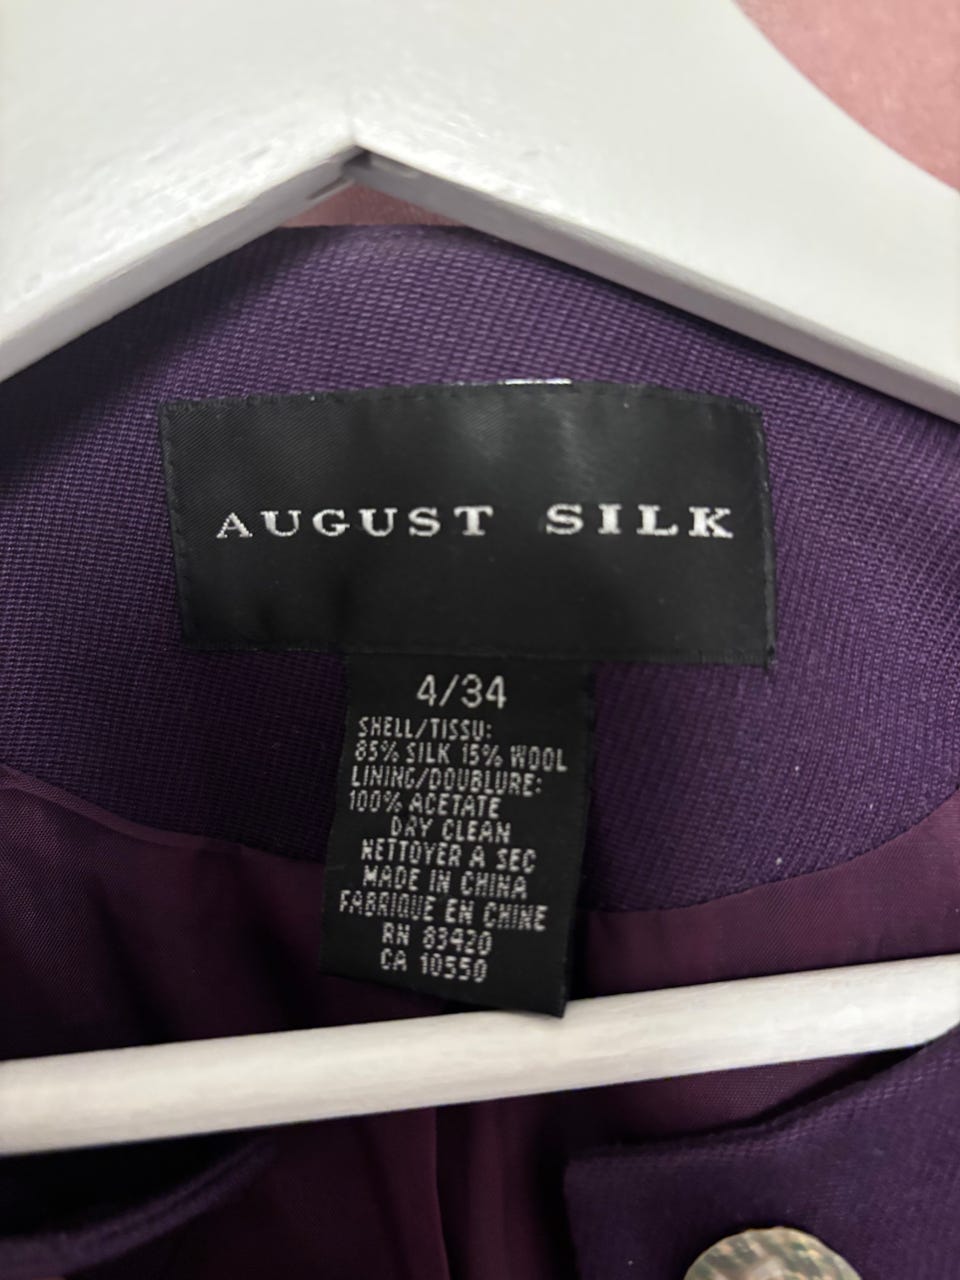 AUGUST SILK
4/34
SHELL/TISSU:
85% SILK 15% WOOL
LINING/DOUBLURE:
100% ACETATE
DRY CLEAN
NETTOYER A SEC
MADE IN CHINA
FABRIQUE EN CHINE
RN 83420
CA 10550